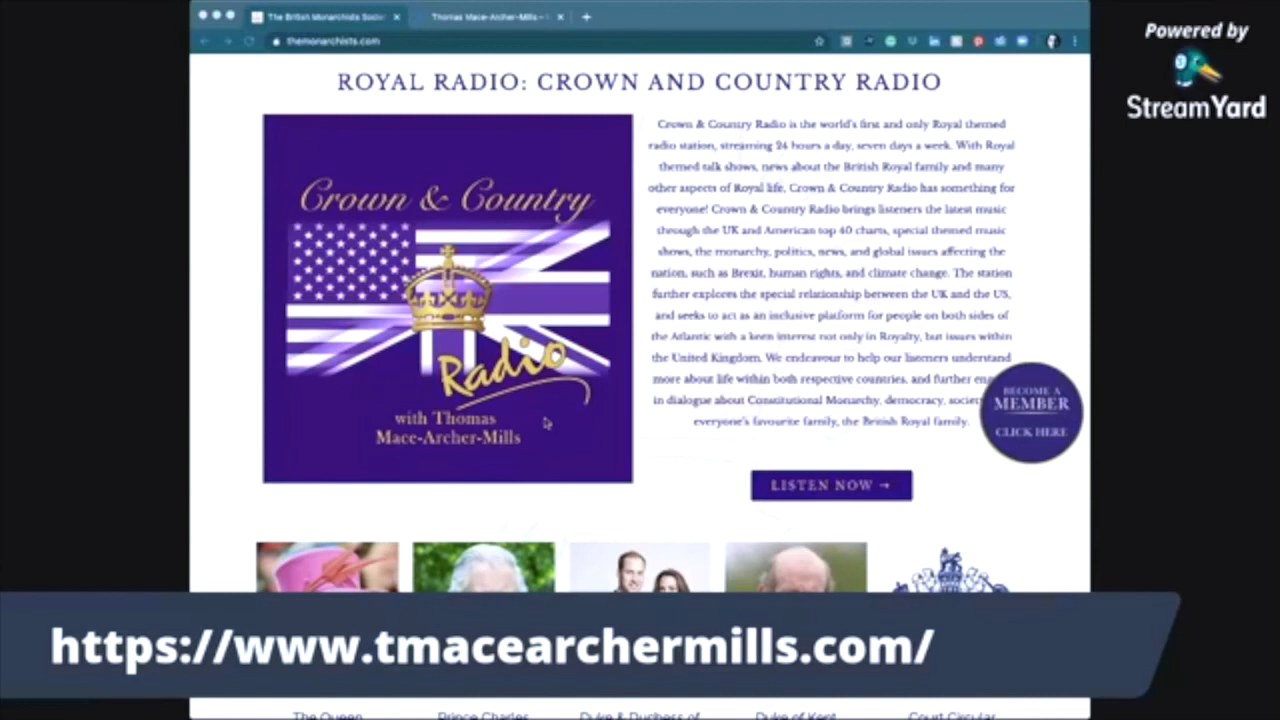 The British Monarchists Socie
Thomas Mace-Archer-Mills –
themonarchists.com
Powered by
StreamYard
ROYAL RADIO: CROWN AND COUNTRY RADIO
Crown & Country
Radio
with Thomas
Mace-Archer-Mills
Crown & Country Radio is the world's first and only Royal themed
radio station, streaming 24 hours a day, seven days a week. With Royal
themed talk shows, news about the British Royal family and many
other aspects of Royal life, Crown & Country Radio has something for
everyone! Crown & Country Radio brings listeners the latest music
through the UK and American top 40 charts, special themed music
shows, the monarchy, politics, news, and global issues affecting the
nation, such as Brexit, human rights, and climate change. The station
further explores the special relationship between the UK and the US,
and seeks to act as an inclusive platform for people on both sides of
the Atlantic with a keen interest not only in Royalty, but issues within
the United Kingdom. We endeavour to help our listeners understand
more about life within both respective countries, and further en
in dialogue about Constitutional Monarchy, democracy, societ
everyone's favourite family, the British Royal family.
BECOME A
MEMBER
CLICK HERE
LISTEN NOW →
https://www.tmacearchermills.com/
The Queen
Prince Charles
Duke & Duchess of
Duke of Kent
Court Circular